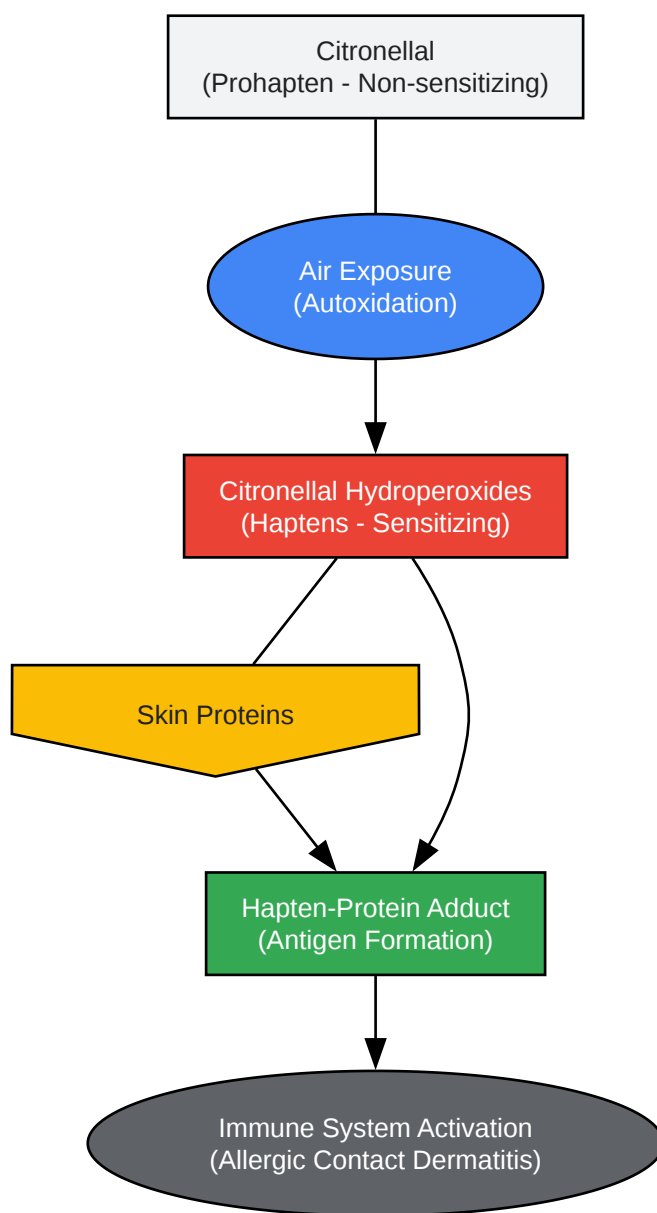 Citronellal
(Prohapten - Non-sensitizing)
Air Exposure
(Autoxidation)
Citronellal Hydroperoxides
(Haptens - Sensitizing)
Skin Proteins
Hapten-Protein Adduct
(Antigen Formation)
Immune System Activation
(Allergic Contact Dermatitis)